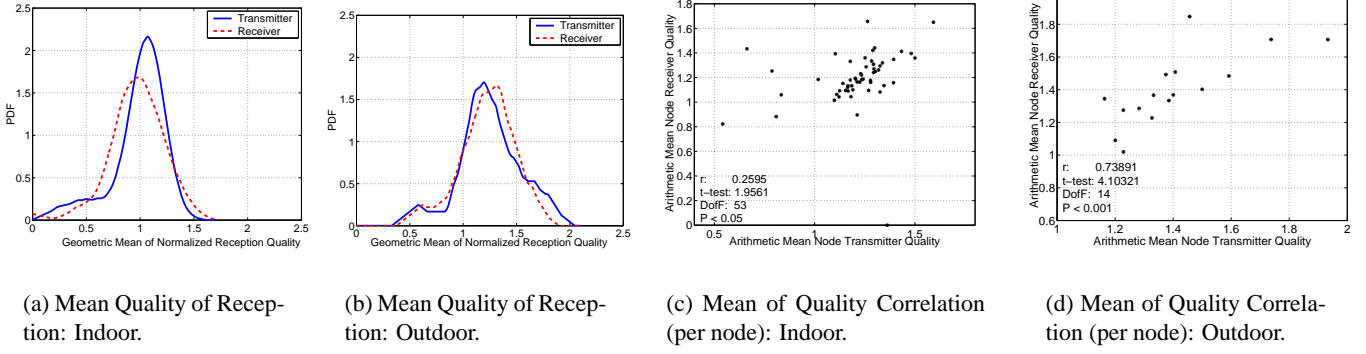 2.5
2
1.5
1
0.5
0
PDF
Transmitter
Receiver
0 0.5 1 1.5 2 2.5
Geometric Mean of Normalized Reception Quality
(a) Mean Quality of Recep-
tion: Indoor.
2.5
2
1.5
1
0.5
0
PDF
Transmitter
Receiver
0 0.5 1 1.5 2 2.5
Geometric Mean of Normalized Reception Quality
(b) Mean Quality of Recep-
tion: Outdoor.
1.8
1.6
1.4
1.2
1
0.8
0.6
0.4
0.2
0
Arithmetic Mean Node Receiver Quality
r: 0.2595
t−test: 1.9561
DofF: 53
P < 0.05
0.5 1 1.5
Arithmetic Mean Node Transmitter Quality
(c) Mean of Quality Correlation
(per node): Indoor.
1.8
1.6
1.4
1.2
1
0.8
0.6
Arithmetic Mean Node Receiver Quality
r: 0.73891
t−test: 4.10321
DofF: 14
P < 0.001
1 1.2 1.4 1.6 1.8 2
Arithmetic Mean Node Transmitter Quality
(d) Mean of Quality Correla-
tion (per node): Outdoor.